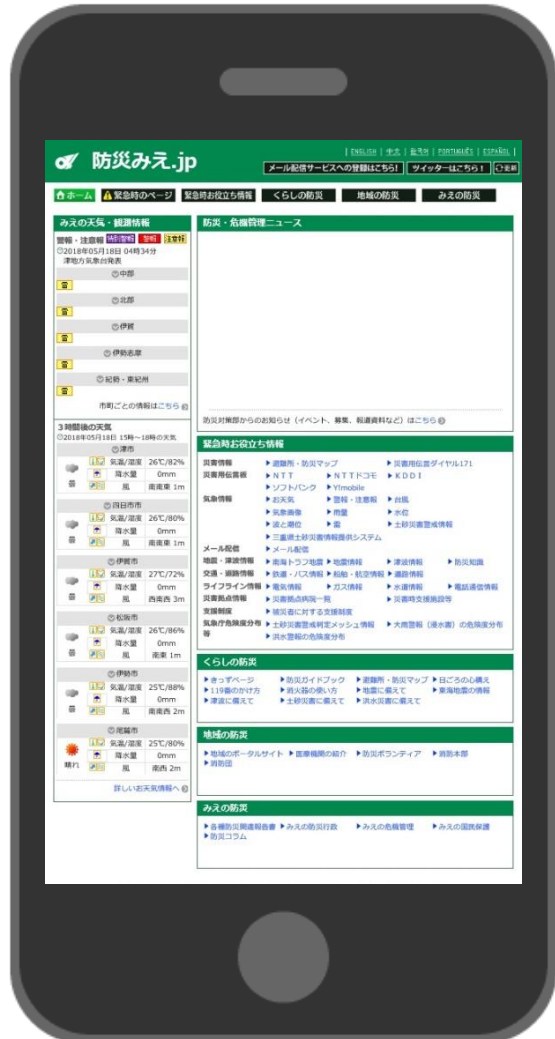 | ENGLISH | 中文 | 한국어 | PORTUGUÊS | ESPAÑOL |
防災みえ.jp
メール配信サービスへの登録はこちら! ツイッターはこちら! 更新
ホーム 緊急時のページ 緊急時お役立ち情報 くらしの防災 地域の防災 みえの防災
みえの天気・観測情報
警報・注意報 特別警報 警報 注意報
2018年05月18日 04時34分
津地方気象台発表
中部
雷
北部
雷
伊賀
雷
伊勢志摩
雷
紀勢・東紀州
雷
市町ごとの情報はこちら
3時間後の天気
2018年05月18日 15時~18時の天気
津市
気温/湿度 26℃/82%
降水量 0mm
曇 風 南南東 1m
四日市市
気温/湿度 26℃/80%
降水量 0mm
曇 風 南南東 1m
伊賀市
気温/湿度 27℃/72%
降水量 0mm
曇 風 西南西 3m
松阪市
気温/湿度 26℃/86%
降水量 0mm
曇 風 南東 1m
伊勢市
気温/湿度 25℃/88%
降水量 0mm
曇 風 南南西 2m
尾鷲市
気温/湿度 25℃/80%
降水量 0mm
晴れ 風 南西 2m
詳しいお天気情報へ
防災・危機管理ニュース
防災対策部からのお知らせ(イベント、募集、報道資料など)はこちら
緊急時お役立ち情報
災害情報 避難所・防災マップ 災害用伝言ダイヤル171
災害用伝言板 NTT NTTドコモ KDDI
ソフトバンク Y!mobile
気象情報 お天気 警報・注意報 台風
気象画像 雨量 水位
波と潮位 雷 土砂災害警戒情報
三重県土砂災害情報提供システム
メール配信 メール配信
地震・津波情報 南海トラフ地震 地震情報 津波情報 防災知識
交通・道路情報 鉄道・バス情報 船舶・航空情報 道路情報
ライフライン情報 電気情報 ガス情報 水道情報 電話通信情報
災害拠点情報 災害拠点病院一覧 災害時支援施設等
支援制度 被災者に対する支援制度
気象庁危険度分布等 土砂災害警戒判定メッシュ情報 大雨警報(浸水害)の危険度分布
洪水警報の危険度分布
くらしの防災
きっずページ 防災ガイドブック 避難所・防災マップ 日ごろの心構え
119番のかけ方 消火器の使い方 地震に備えて 東海地震の情報
津波に備えて 土砂災害に備えて 洪水災害に備えて
地域の防災
地域のポータルサイト 医療機関の紹介 防災ボランティア 消防本部
消防団
みえの防災
各種防災関連報告書 みえの防災行政 みえの危機管理 みえの国民保護
防災コラム